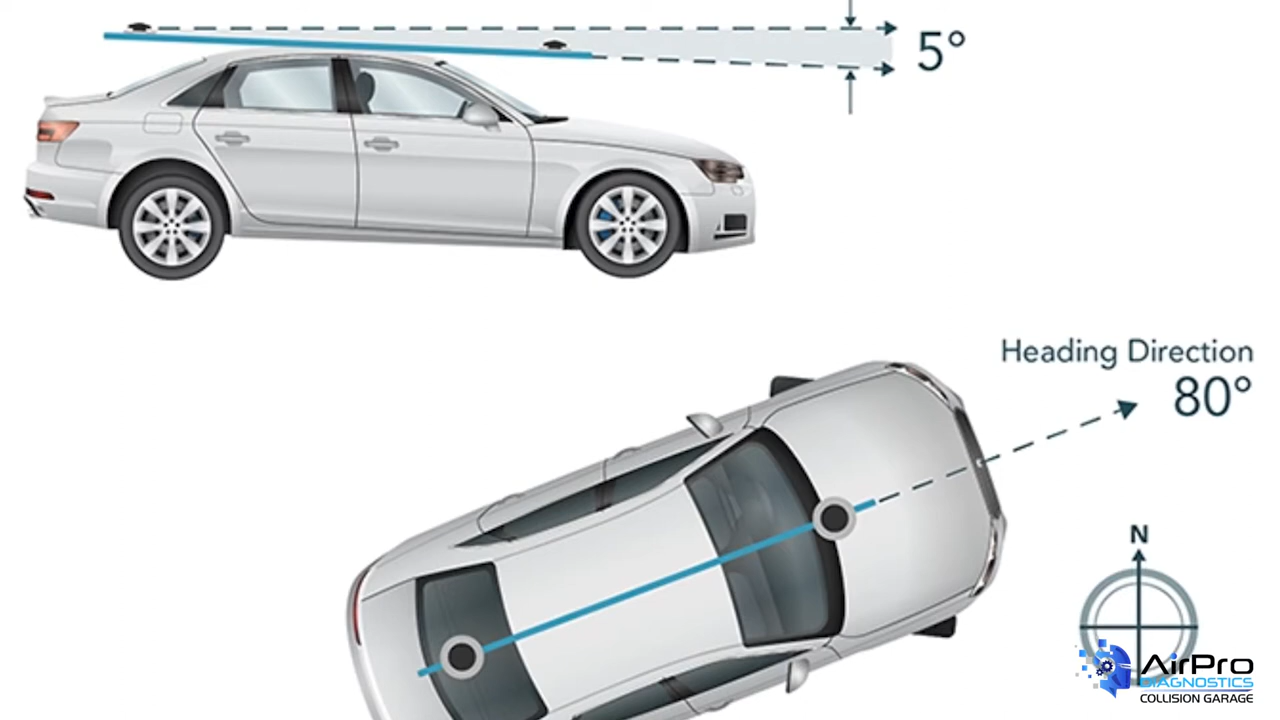 5°
Heading Direction
80°
N
AirPro
DIAGNOSTICS
COLLISION GARAGE